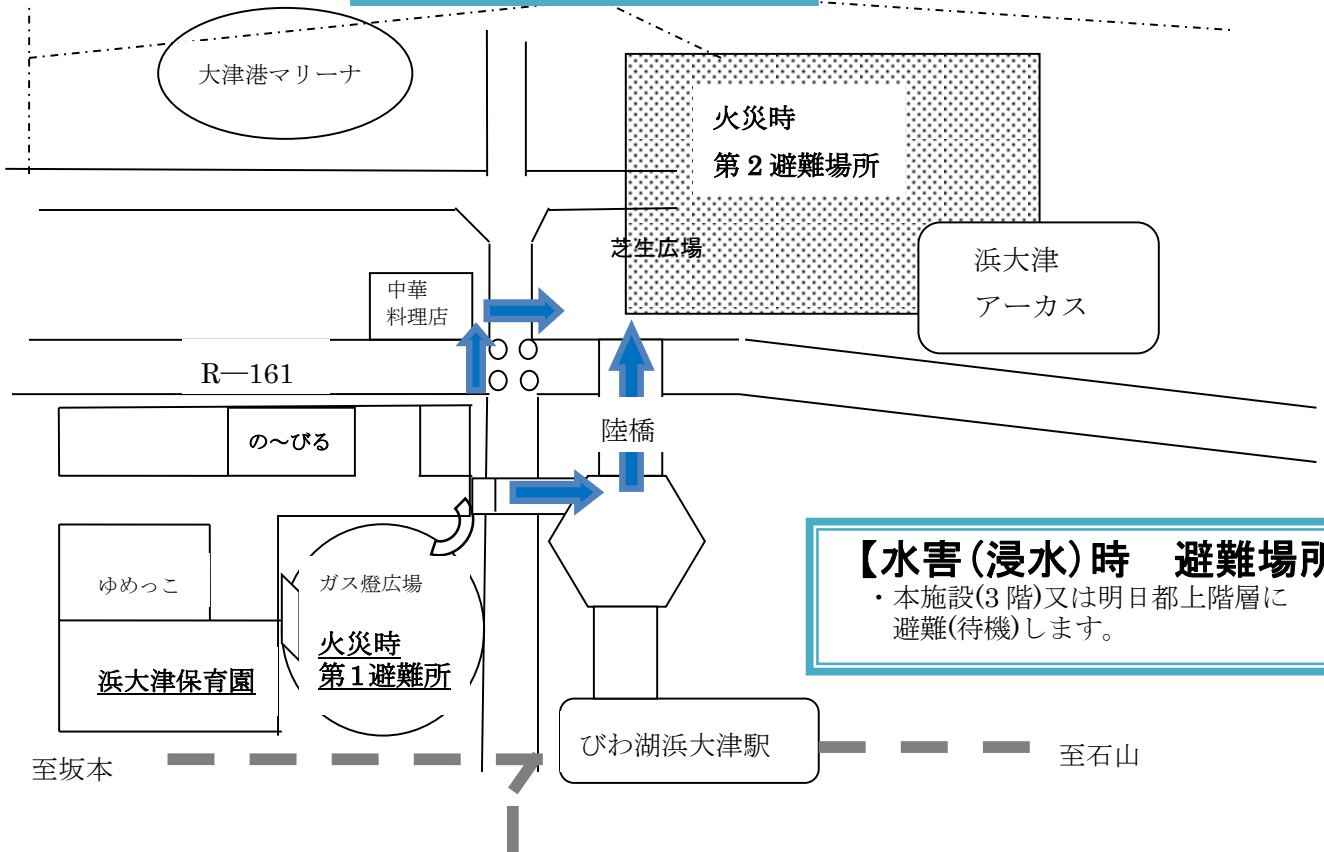 大津港マリーナ
火災時
第2避難場所
芝生広場
浜大津
アーカス
中華
料理店
R―161
の～びる
陸橋
【水害(浸水)時　避難場所
・本施設(3階)又は明日都上階層に
避難(待機)します。
ゆめっこ
ガス燈広場
火災時
第1避難所
浜大津保育園
びわ湖浜大津駅
至坂本
至石山